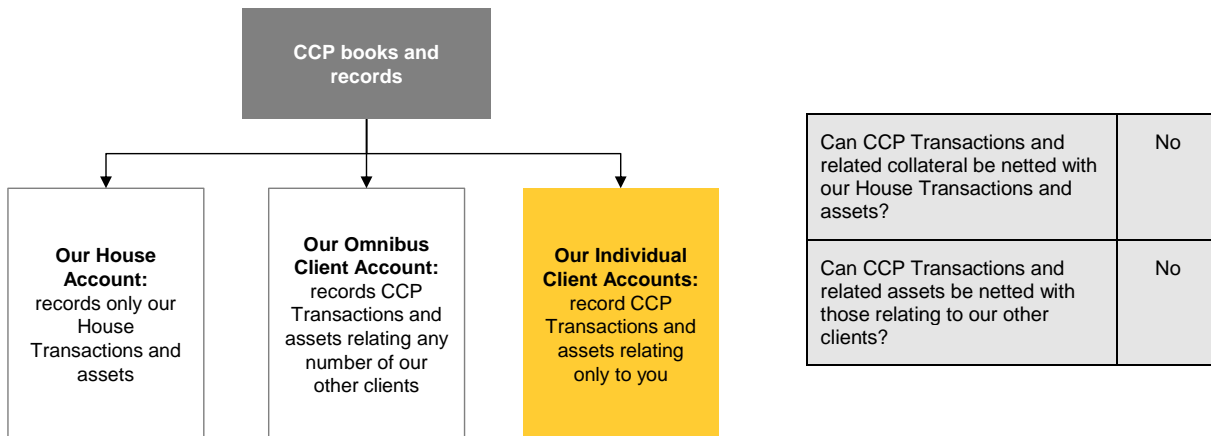 CCP books and
records
Our House
Account:
records only our
House
Transactions and
assets
Our Omnibus
Client Account:
records CCP
Transactions and
assets relating any
number of our
other clients
Our Individual
Client Accounts:
record CCP
Transactions and
assets relating
only to you
Can CCP Transactions and
related collateral be netted with
our House Transactions and
assets?
No
Can CCP Transactions and
related assets be netted with
those relating to our other
clients?
No